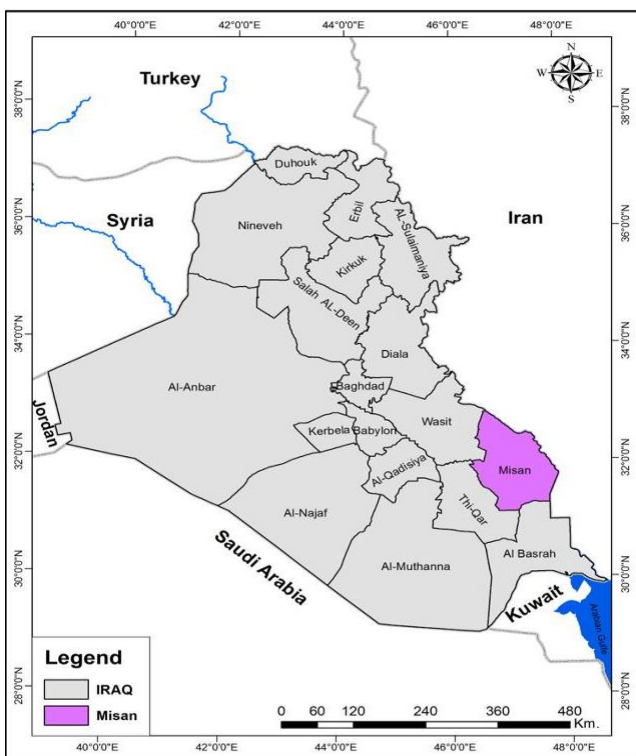 40°0'0"E 42°0'0"E 44°0'0"E 46°0'0"E 48°0'0"E
N
W E
S
38°0'0"N
36°0'0"N
34°0'0"N
32°0'0"N
30°0'0"N
28°0'0"N
38°0'0"N
36°0'0"N
34°0'0"N
32°0'0"N
30°0'0"N
28°0'0"N
Turkey
Syria
Iran
Jordan
Saudi Arabia
Kuwait
Duhouk
Nineveh
Erbil
AL-Sulaimaniya
Kirkuk
Salah AL-Deen
Diala
Al-Anbar
Baghdad
Wasit
Kerbela
Babylon
Misan
Al-Qadisiya
Al-Najaf
Thi-Qar
Al-Muthanna
Al Basrah
Legend
IRAQ
Misan
0 60 120 240 360 480
Km.
40°0'0"E 42°0'0"E 44°0'0"E 46°0'0"E 48°0'0"E